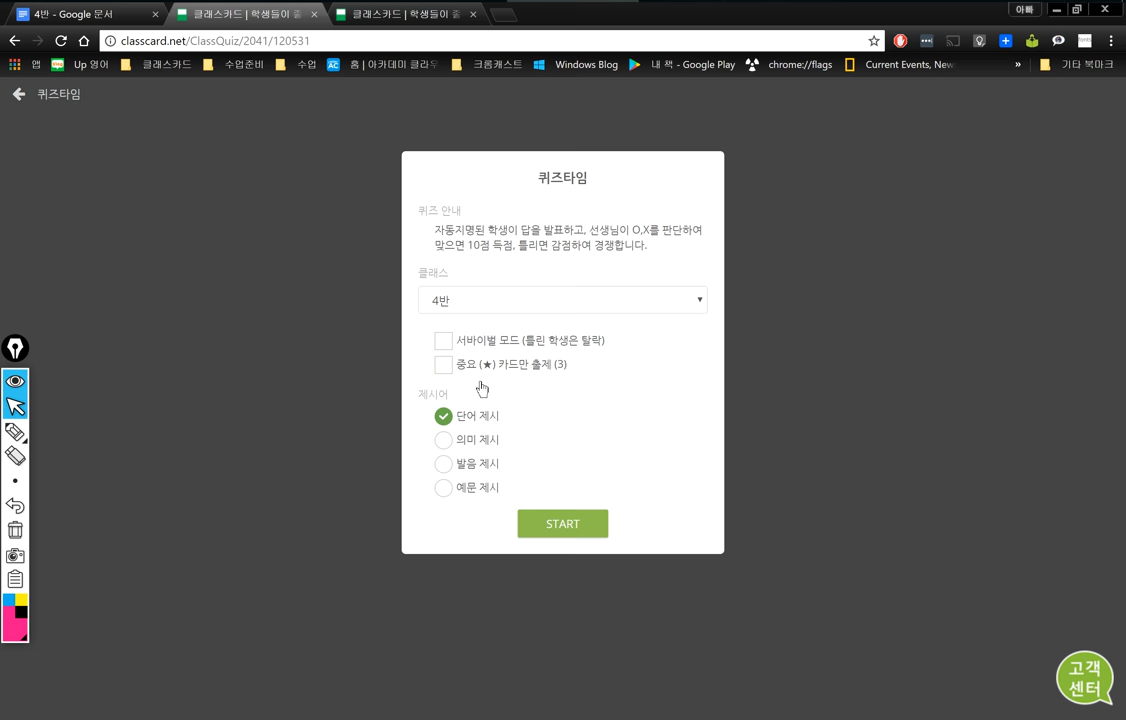 4반 - Google 문서
클래스카드 | 학생들이 좋
클래스카드 | 학생들이 좋
아빠
classcard.net/ClassQuiz/2041/120531
앱
Up 영어
클래스카드
수업준비
수업
홈 | 아카데미 클라우
크롬캐스트
Windows Blog
내 책 - Google Play
chrome://flags
Current Events, New
»
기타 북마크
퀴즈타임
퀴즈타임
퀴즈 안내
자동지명된 학생이 답을 발표하고, 선생님이 O,X를 판단하여
맞으면 10점 득점, 틀리면 감점하여 경쟁합니다.
클래스
4반
서바이벌 모드 (틀린 학생은 탈락)
중요 (★) 카드만 출제 (3)
제시어
단어 제시
의미 제시
발음 제시
예문 제시
START
고객
센터